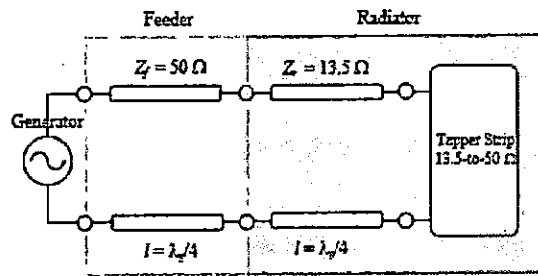 Feeder
Radiator
Z_f = 50 Ω
Z_r = 13.5 Ω
Generator
Tapper Strip
13.5-to-50 Ω
l = λ_g/4
l = λ_g/4